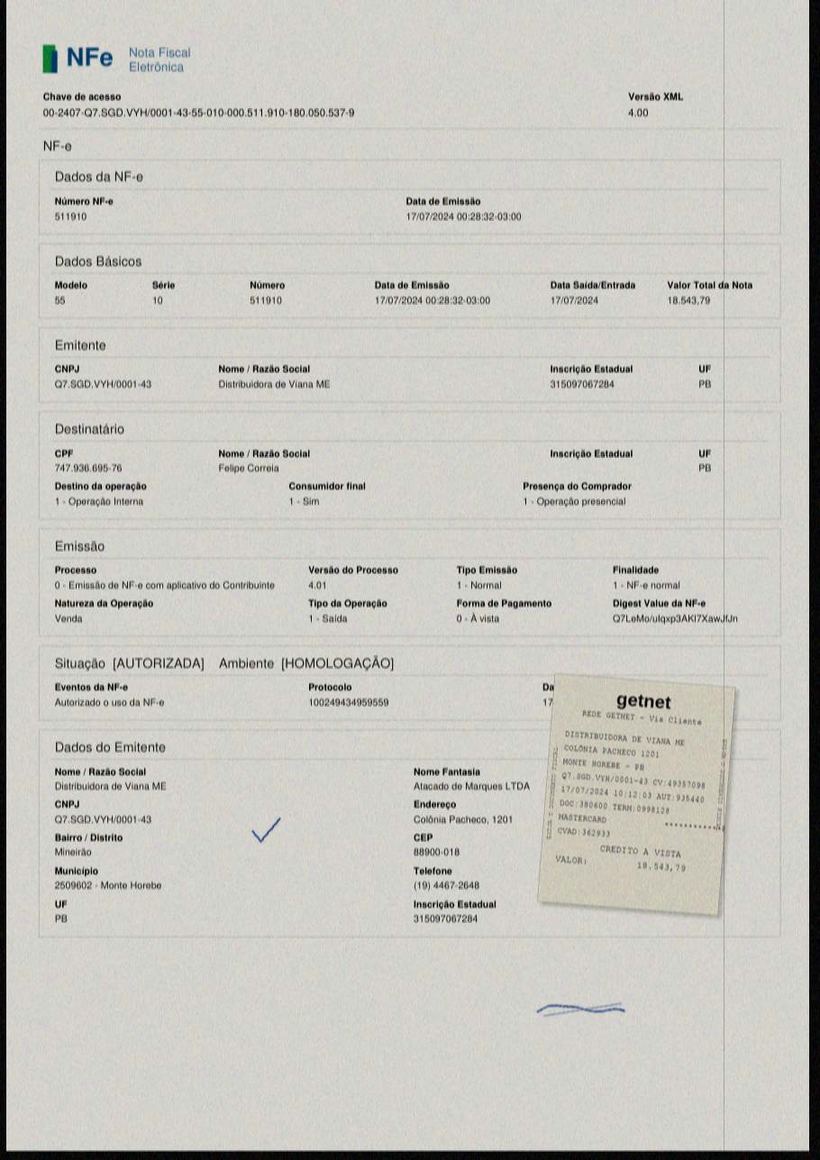 NFe Nota Fiscal
Eletrônica
Chave de acesso Versão XML
00-2407-Q7.SGD.VYH/0001-43-55-010-000.511.910-180.050.537-9 4.00
NF-e
Dados da NF-e
Número NF-e Data de Emissão
511910 17/07/2024 00:28:32-03:00
Dados Básicos
Modelo Série Número Data de Emissão Data Saída/Entrada Valor Total da Nota
55 10 511910 17/07/2024 00:28:32-03:00 17/07/2024 18.543,79
Emitente
CNPJ Nome / Razão Social Inscrição Estadual UF
Q7.SGD.VYH/0001-43 Distribuidora de Viana ME 315097067284 PB
Destinatário
CPF Nome / Razão Social Inscrição Estadual UF
747.936.695-76 Felipe Correia PB
Destino da operação Consumidor final Presença do Comprador
1 - Operação Interna 1 - Sim 1 - Operação presencial
Emissão
Processo Versão do Processo Tipo Emissão Finalidade
0 - Emissão de NF-e com aplicativo do Contribuinte 4.01 1 - Normal 1 - NF-e normal
Natureza da Operação Tipo da Operação Forma de Pagamento Digest Value da NF-e
Venda 1 - Saída 0 - À vista Q7LeMo/ulqxp3AKI7XawJfJn
Situação [AUTORIZADA] Ambiente [HOMOLOGAÇÃO]
Eventos da NF-e Protocolo Da
Autorizado o uso da NF-e 100249434959559 17
Dados do Emitente
Nome / Razão Social Nome Fantasia
Distribuidora de Viana ME Atacado de Marques LTDA
CNPJ Endereço
Q7.SGD.VYH/0001-43 Colônia Pacheco, 1201
Bairro / Distrito CEP
Mineirão 88900-018
Município Telefone
2509602 - Monte Horebe (19) 4467-2648
UF Inscrição Estadual
PB 315097067284
getnet
REDE GETNET - Via Cliente
DISTRIBUIDORA DE VIANA ME
COLÔNIA PACHECO 1201
MONTE HOREBE - PB
Q7.SGD.VYH/0001-43 CV:49357098
17/07/2024 10:12:03 AUT:935440
DOC:380600 TERM:0998128
MASTERCARD
CVAD:362933
CREDITO A VISTA
VALOR: 18.543,79